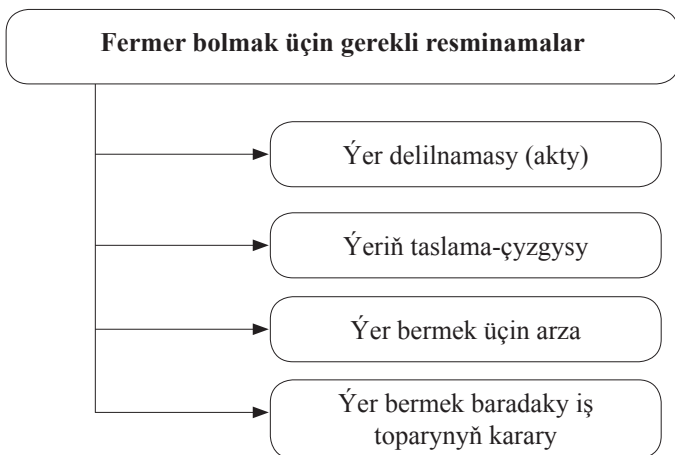 Fermer bolmak üçin gerekli resminamalar
Ýer delilnamasy (akty)
Ýeriň taslama-çyzgysy
Ýer bermek üçin arza
Ýer bermek baradaky iş
toparynyň karary